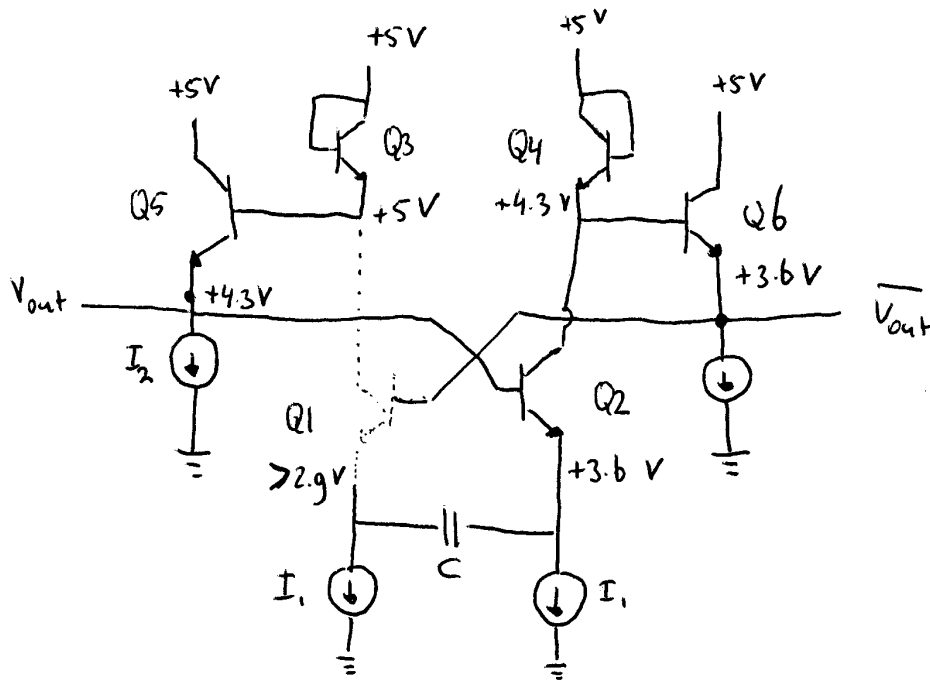 +5V
+5V
+5V
+5V
Q3
Q4
Q5
Q6
+5V
+4.3V
+3.6V
Vout
+4.3V
Vout
I2
Q1
Q2
>2.9V
+3.6 V
C
I1
I1